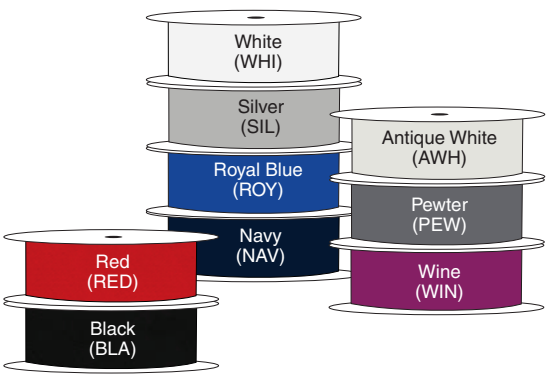 White
(WHI)
Silver
(SIL)
Royal Blue
(ROY)
Navy
(NAV)
Antique White
(AWH)
Pewter
(PEW)
Wine
(WIN)
Red
(RED)
Black
(BLA)